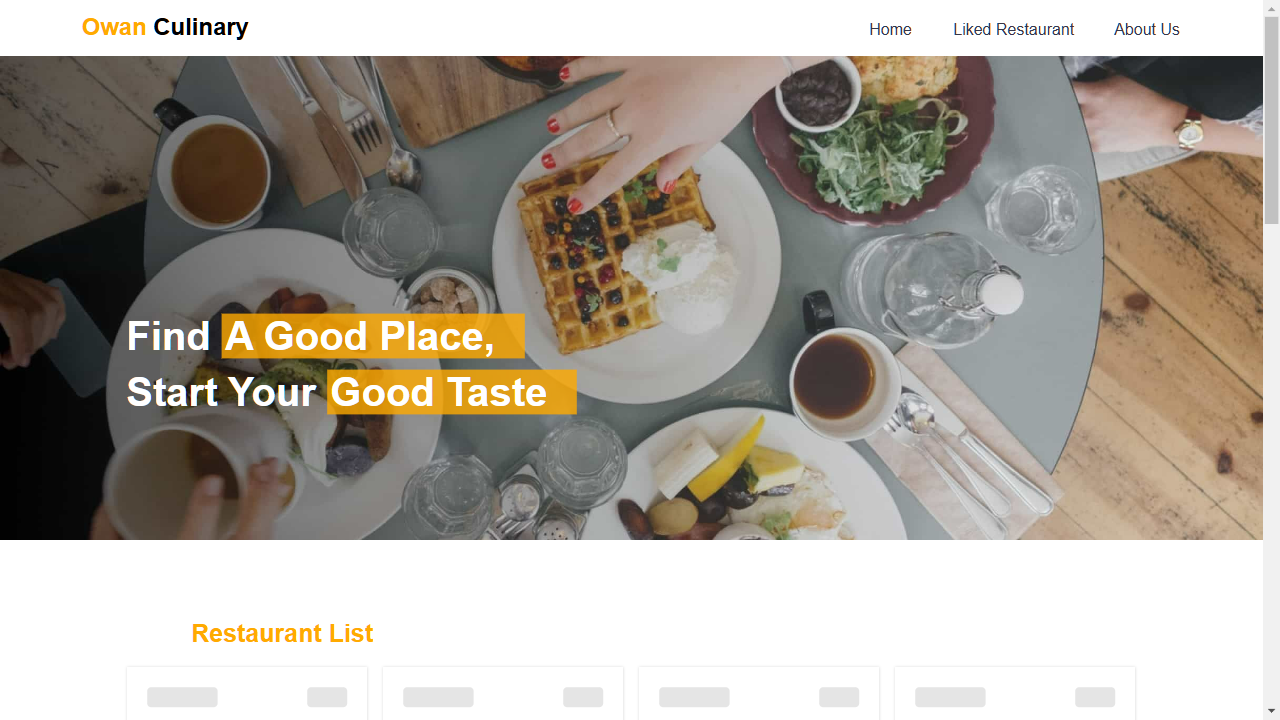 Owan Culinary
Home
Liked Restaurant
About Us
Find A Good Place,
Start Your Good Taste
Restaurant List